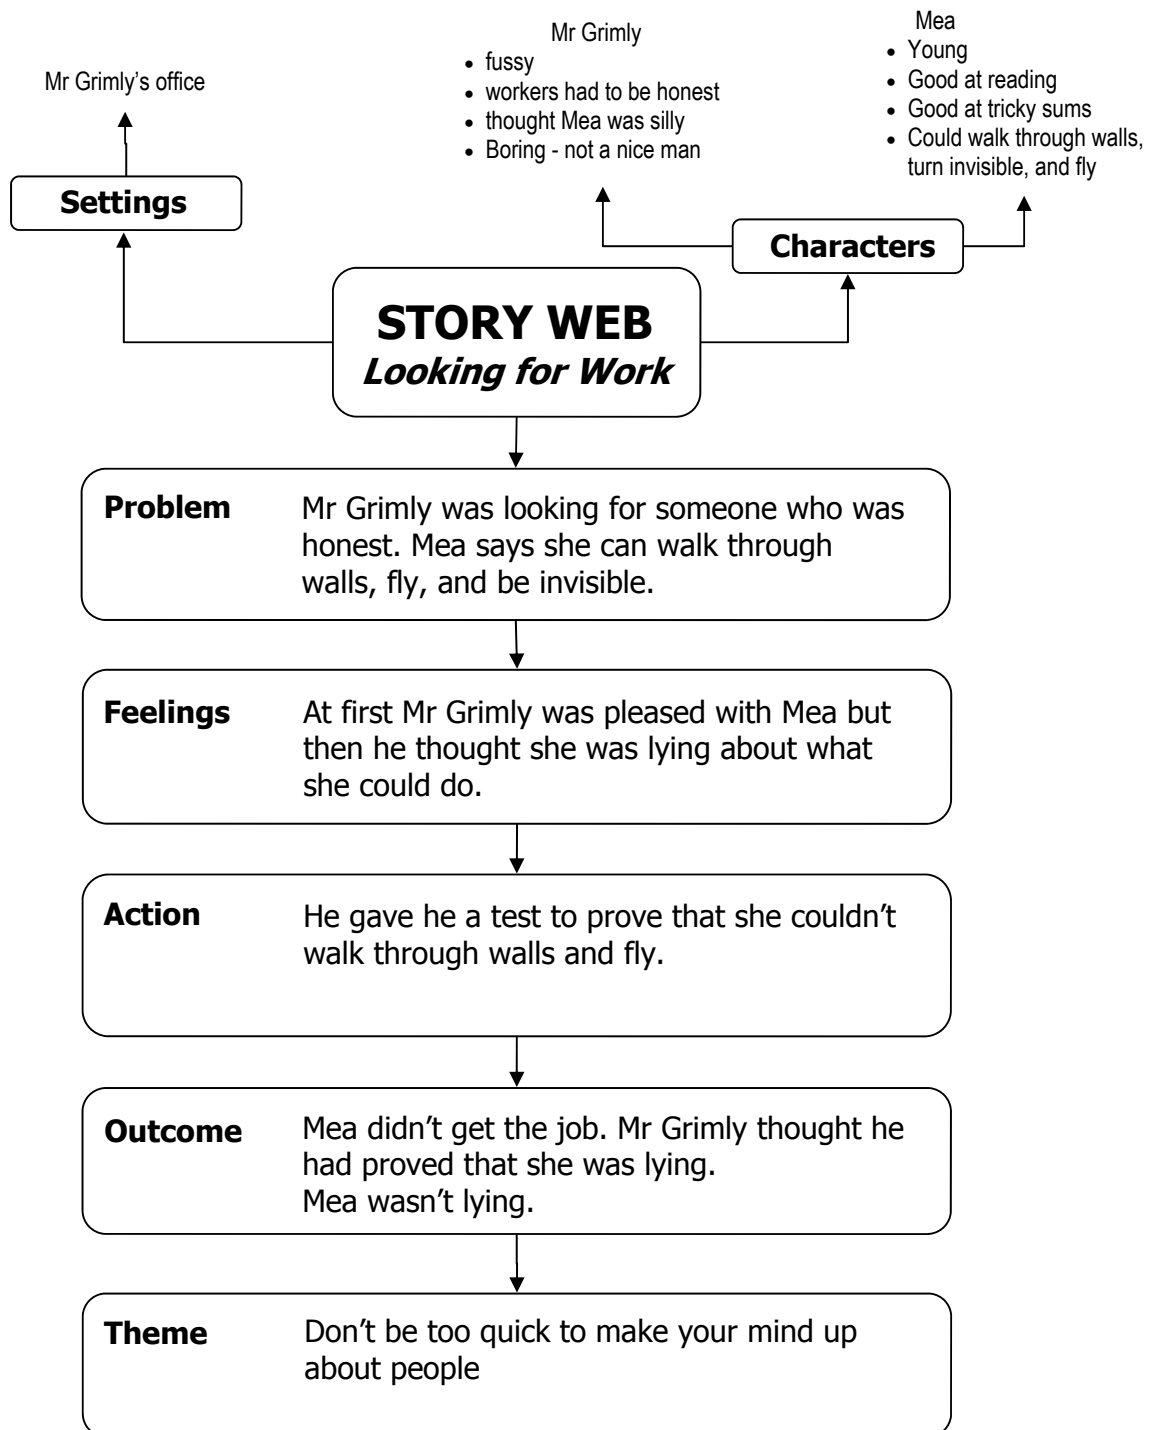 Mr Grimly’s office
Settings
Mr Grimly
• fussy
• workers had to be honest
• thought Mea was silly
• Boring - not a nice man
Mea
• Young
• Good at reading
• Good at tricky sums
• Could walk through walls,
turn invisible, and fly
Characters
STORY WEB
Looking for Work
Problem
Mr Grimly was looking for someone who was
honest. Mea says she can walk through
walls, fly, and be invisible.
Feelings
At first Mr Grimly was pleased with Mea but
then he thought she was lying about what
she could do.
Action
He gave he a test to prove that she couldn’t
walk through walls and fly.
Outcome
Mea didn’t get the job. Mr Grimly thought he
had proved that she was lying.
Mea wasn’t lying.
Theme
Don’t be too quick to make your mind up
about people